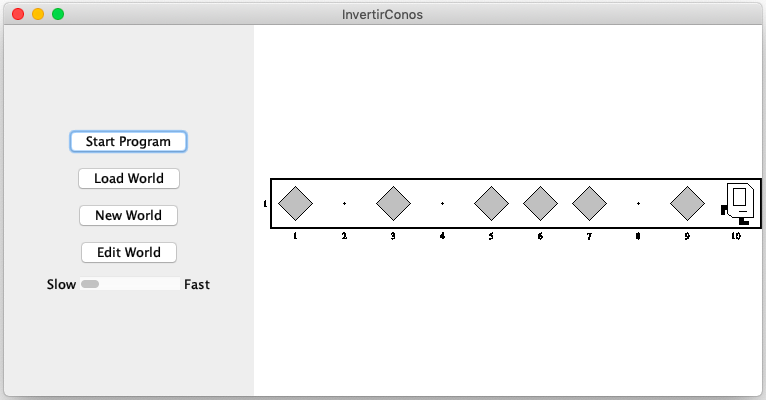 InvertirConos
Start Program
Load World
New World
Edit World
Slow Fast
1
1 2 3 4 5 6 7 8 9 10